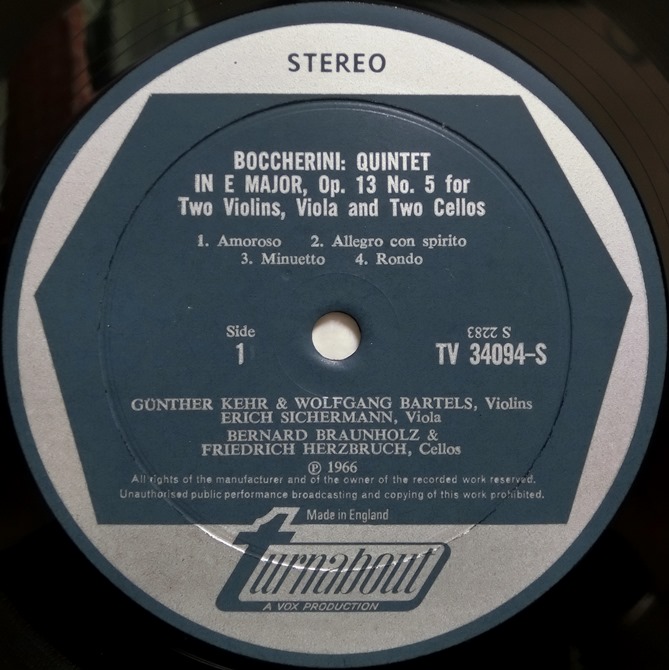 STEREO
BOCCHERINI: QUINTET
IN E MAJOR, Op. 13 No. 5 for
Two Violins, Viola and Two Cellos
1. Amoroso 2. Allegro con spirito
3. Minuetto 4. Rondo
Side
1
S 2283
TV 34094-S
GÜNTHER KEHR & WOLFGANG BARTELS, Violins
ERICH SICHERMANN, Viola
BERNARD BRAUNHOLZ &
FRIEDRICH HERZBRUCH, Cellos
℗ 1966
All rights of the manufacturer and of the owner of the recorded work reserved.
Unauthorised public performance broadcasting and copying of this work prohibited.
Made in England
turnabout
A VOX PRODUCTION